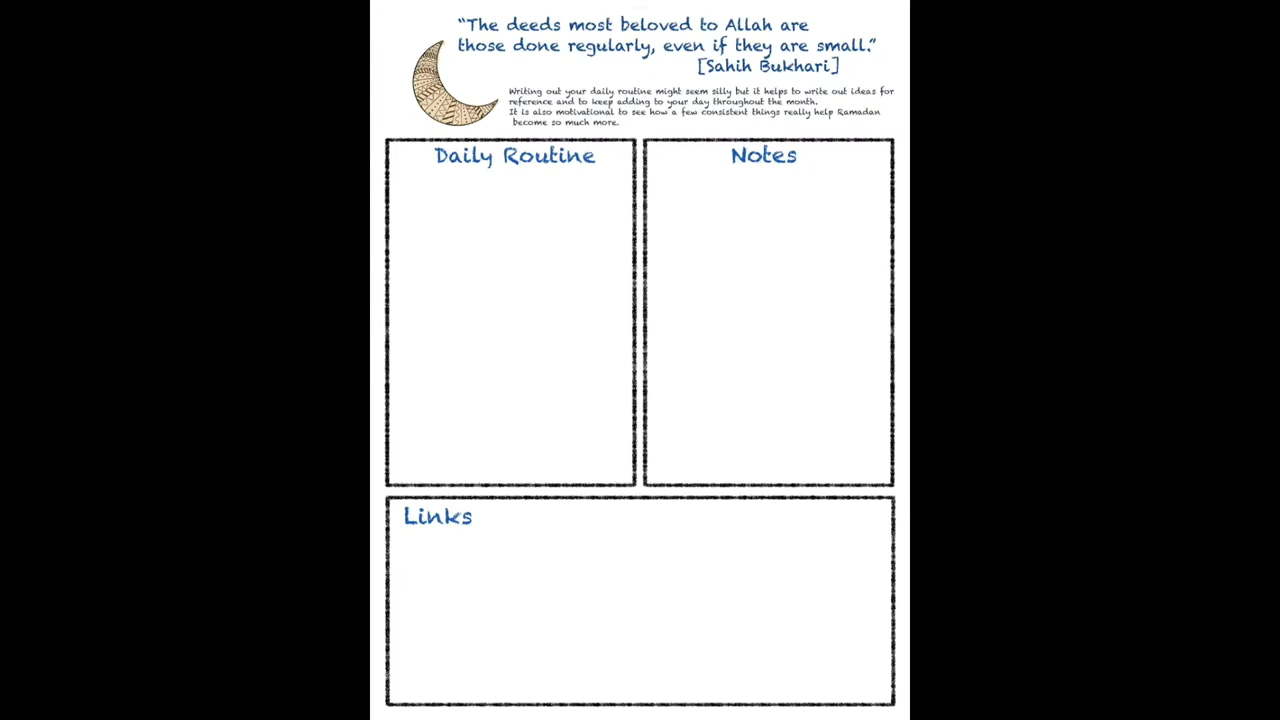 “The deeds most beloved to Allah are
those done regularly, even if they are small.”
[Sahih Bukhari]
Writing out your daily routine might seem silly but it helps to write out ideas for
reference and to keep adding to your day throughout the month.
It is also motivational to see how a few consistent things really help Ramadan
become so much more.
Daily Routine
Notes
Links